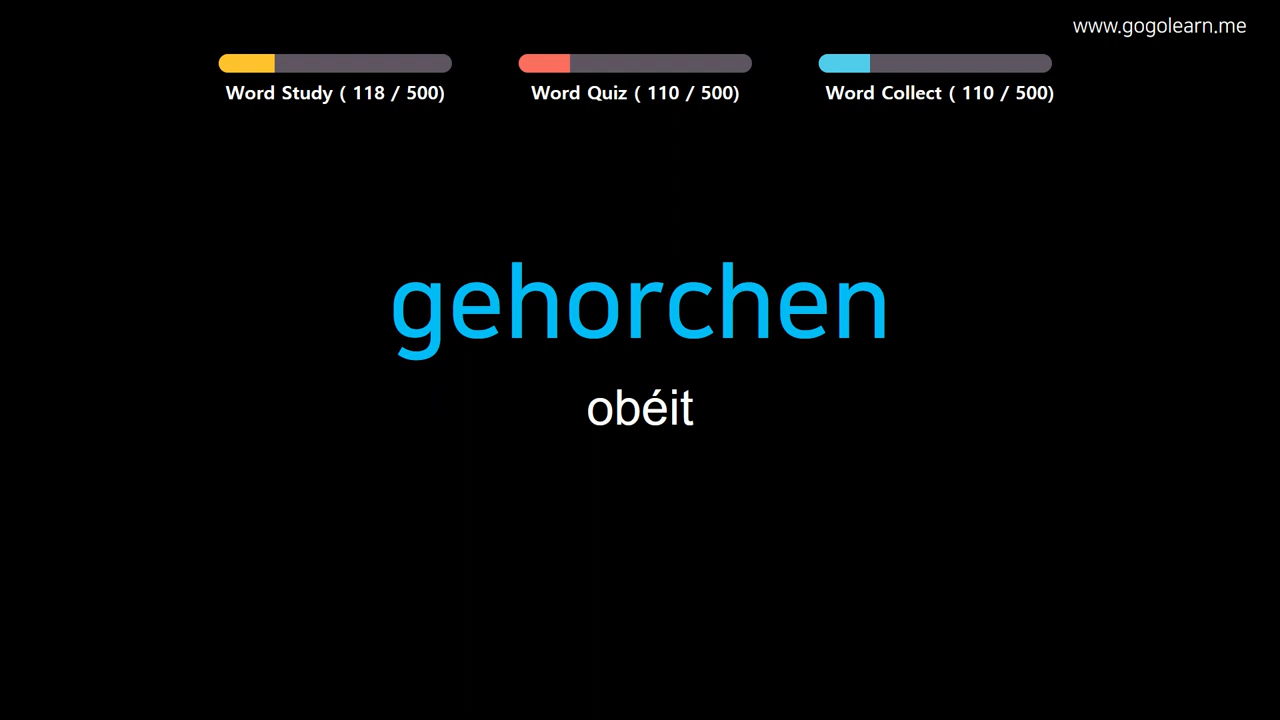 www.gogolearn.me
Word Study ( 118 / 500)
Word Quiz ( 110 / 500)
Word Collect ( 110 / 500)
gehorchen
obéit